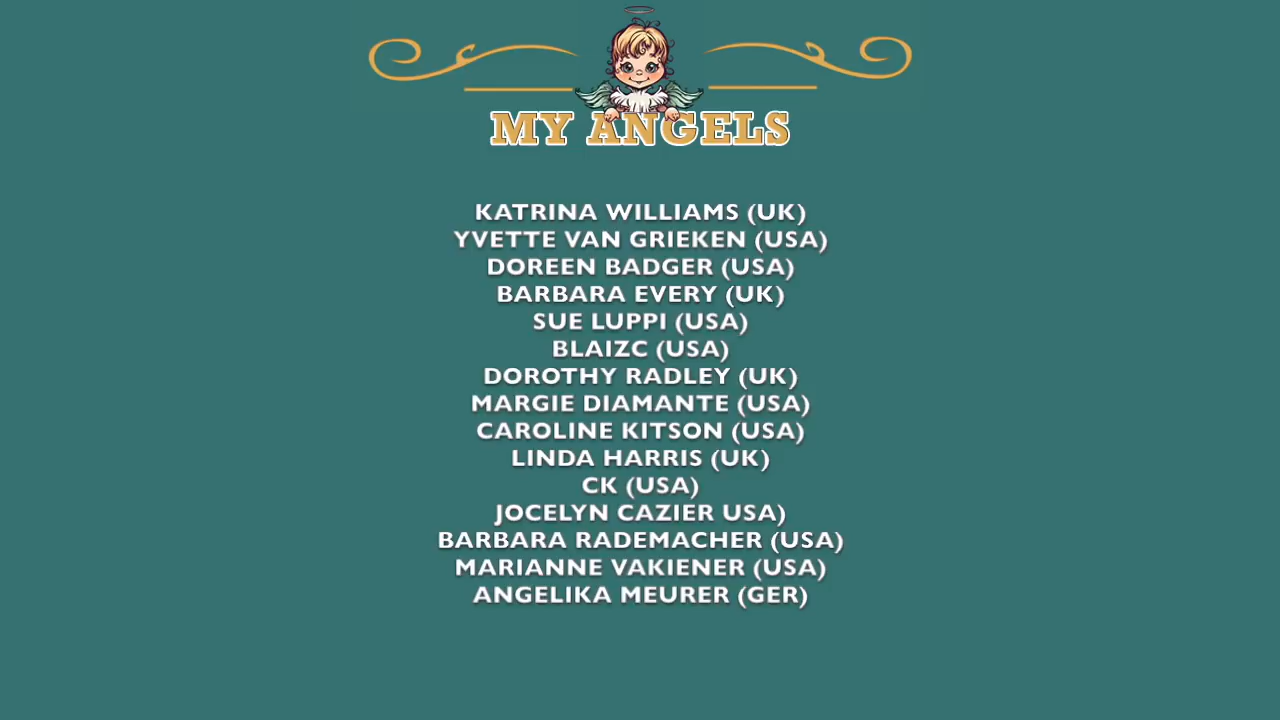 MY ANGELS
KATRINA WILLIAMS (UK)
YVETTE VAN GRIEKEN (USA)
DOREEN BADGER (USA)
BARBARA EVERY (UK)
SUE LUPPI (USA)
BLAIZC (USA)
DOROTHY RADLEY (UK)
MARGIE DIAMANTE (USA)
CAROLINE KITSON (USA)
LINDA HARRIS (UK)
CK (USA)
JOCELYN CAZIER USA)
BARBARA RADEMACHER (USA)
MARIANNE VAKIENER (USA)
ANGELIKA MEURER (GER)